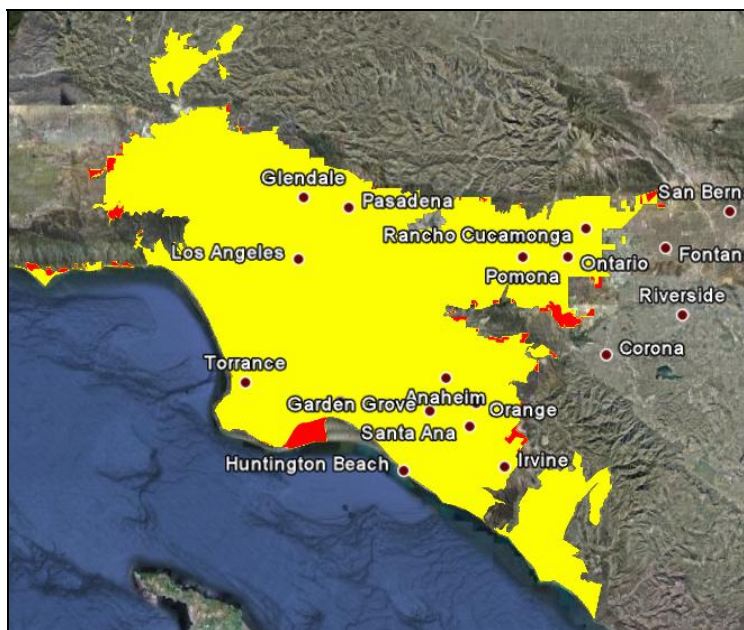 San Bern
Glendale
Pasadena
Rancho Cucamonga
Los Angeles
Fontan
Pomona
Ontario
Riverside
Corona
Torrance
Anaheim
Garden Grove
Orange
Santa Ana
Huntington Beach
Irvine